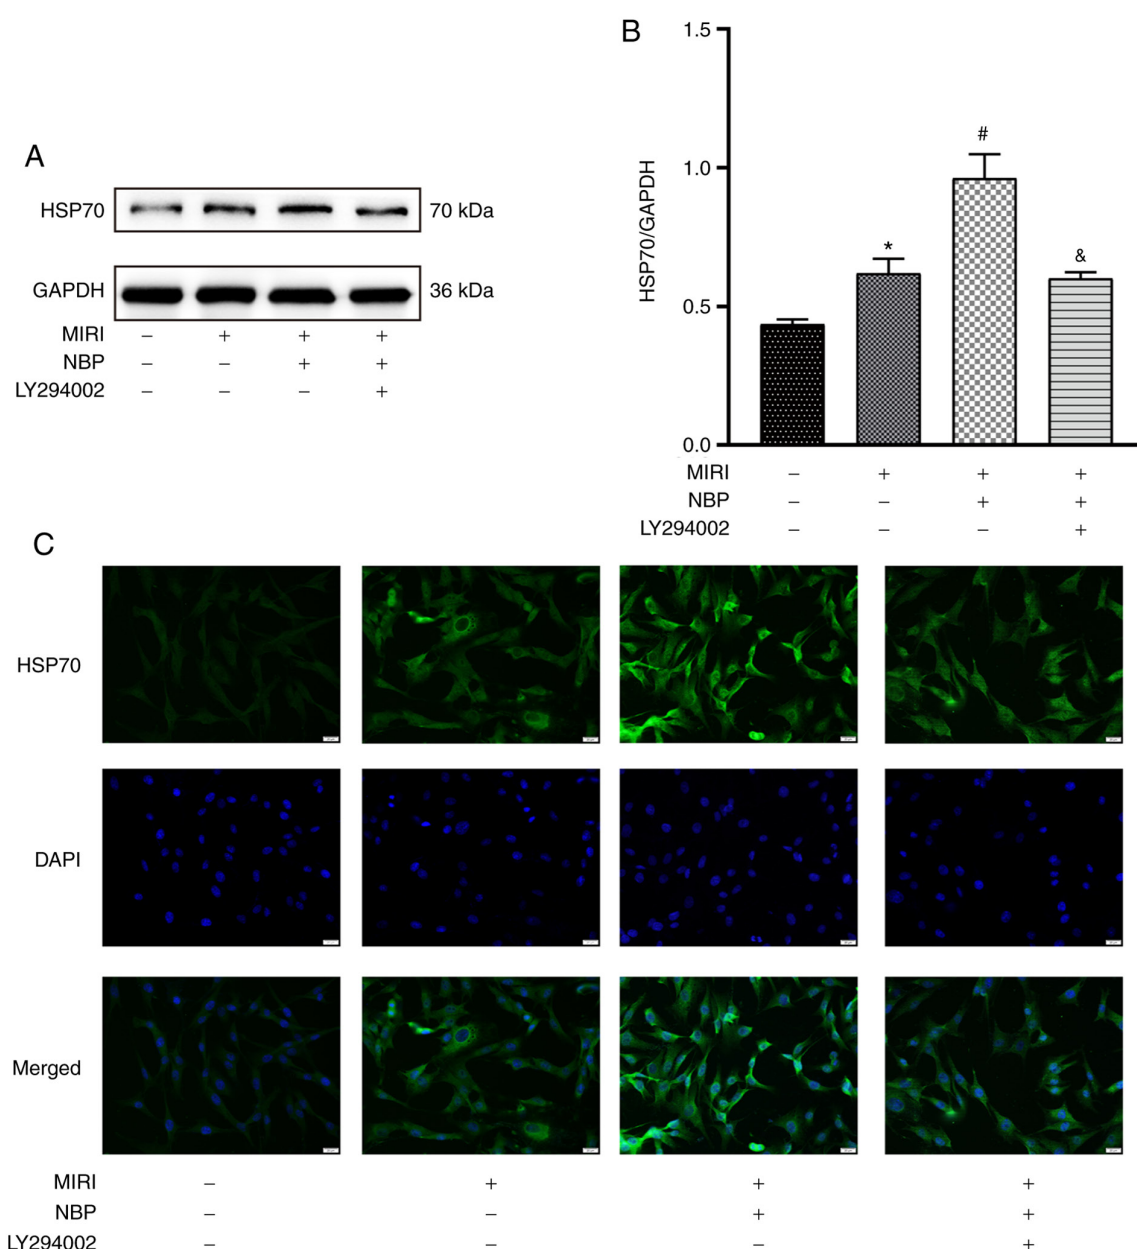 A
HSP70 70 kDa
GAPDH 36 kDa
MIRI – + + +
NBP – – + +
LY294002 – – – +
B
HSP70/GAPDH
1.5
1.0
0.5
0.0
* # &
MIRI – + + +
NBP – – + +
LY294002 – – – +
C
HSP70
DAPI
Merged
MIRI – + + +
NBP – – + +
LY294002 – – – +